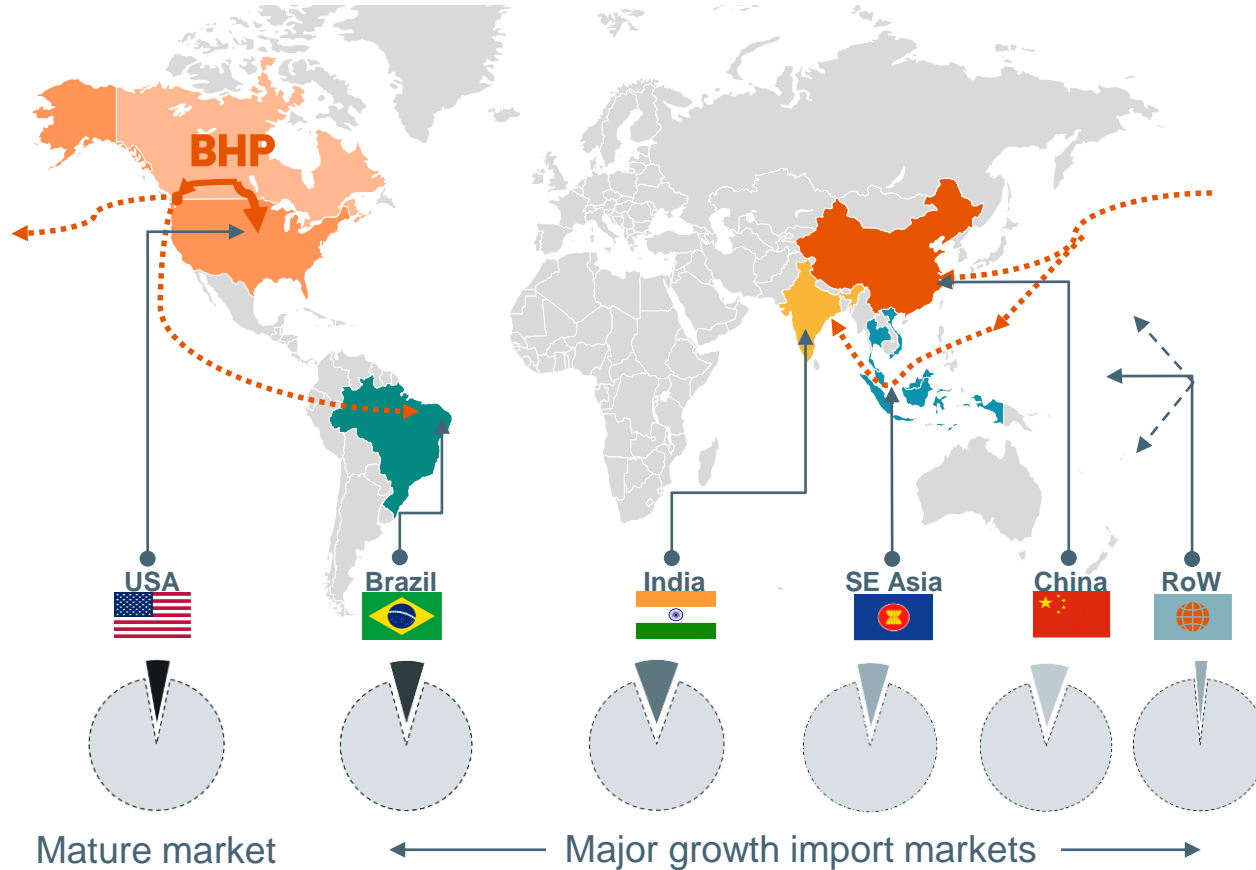 BHP
USA
Brazil
India
SE Asia
China
RoW
Mature market
Major growth import markets